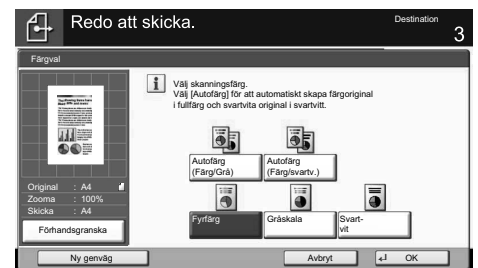 Redo att skicka.
Destination
3
Färgval
Välj skanningsfärg.
Välj [Autofärg] för att automatiskt skapa färgoriginal
i fullfärg och svartvita original i svartvitt.
Original : A4
Zooma : 100%
Skicka : A4
Förhandsgranska
Autofärg
(Färg/Grå)
Autofärg
(Färg/svartv.)
Fyrfärg
Gråskala
Svart-
vit
Ny genväg
Avbryt
OK